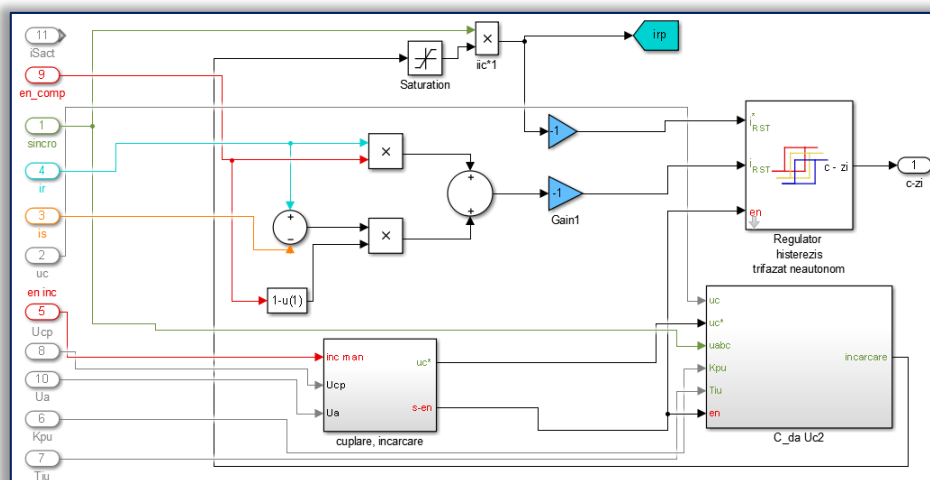 11
iSact
9
en_comp
1
sincro
4
ir
3
is
2
uc
en inc
5
Ucp
8
10
Ua
6
Kpu
7
Tiu
Saturation
×
iic*1
irp
-1
×
+
−
×
1-u(1)
+
+
-1
Gain1
i*RST
iRST
en
c - zi
Regulator
histerezis
trifazat neautonom
1
c-zi
inc man
Ucp
Ua
uc*
s-en
cuplare, incarcare
uc
uc*
uabc
Kpu
Tiu
en
incarcare
C_da Uc2